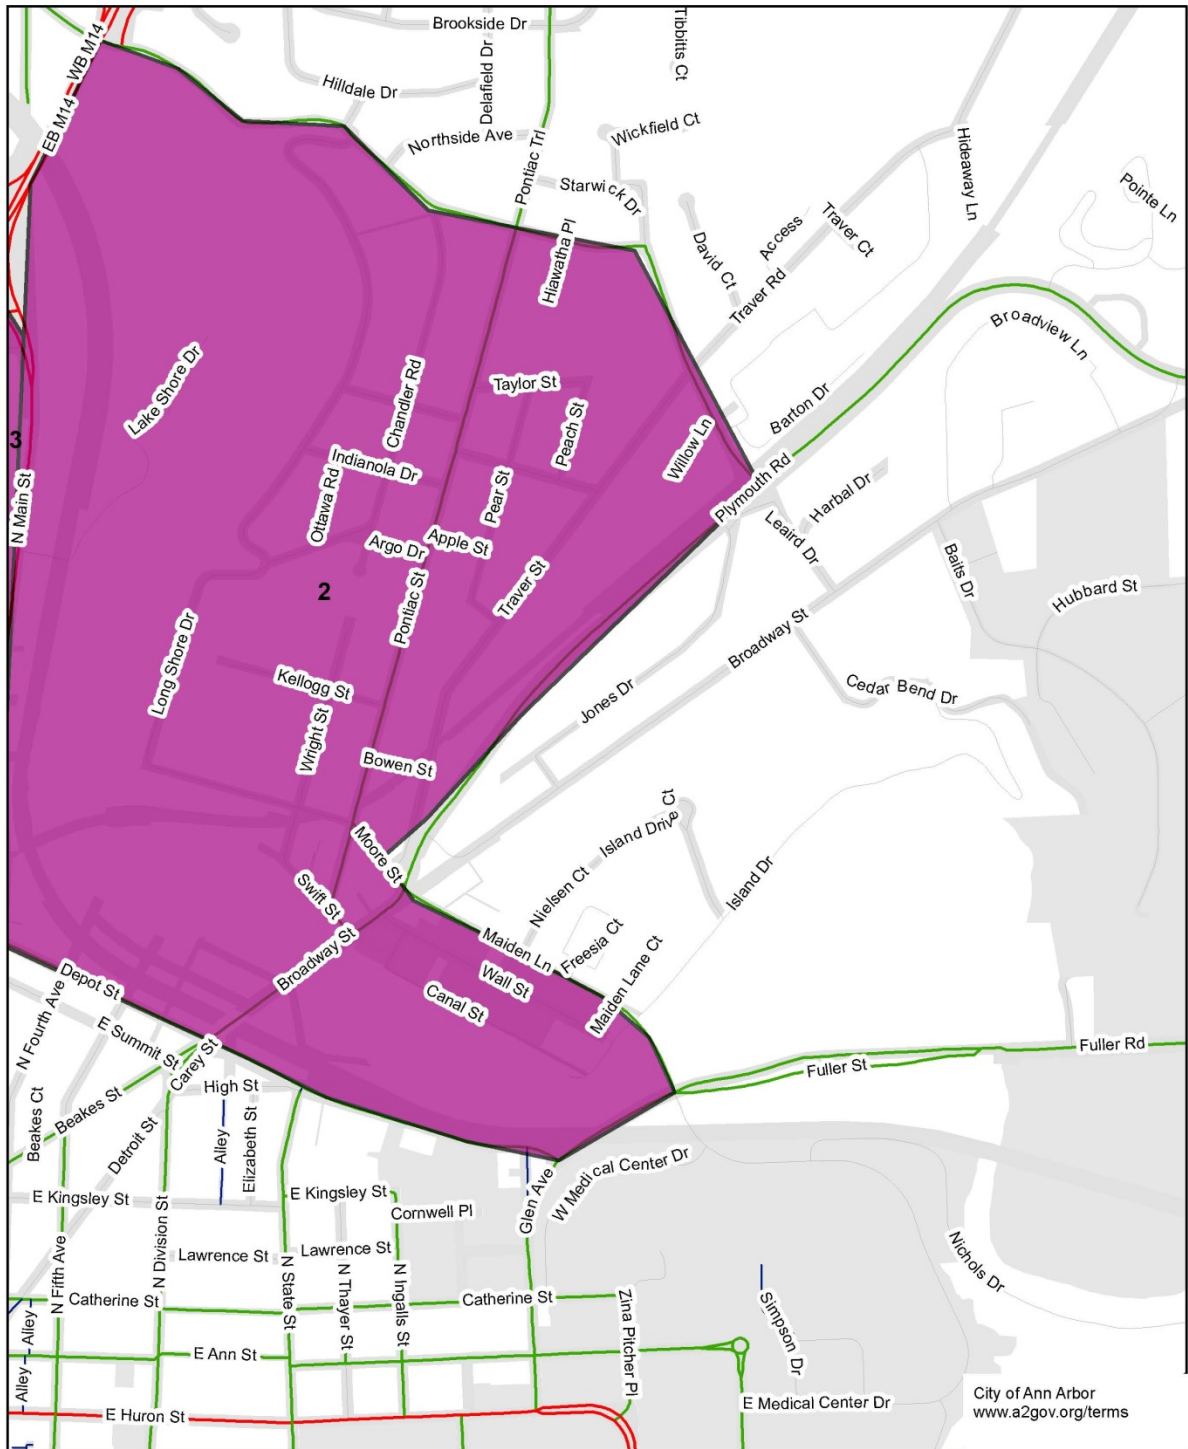 Brookside Dr
Tibbitts Ct
WB M14
EB M14
Hilldale Dr
Delafield Dr
Northside Ave
Pontiac Trl
Wickfield Ct
Starwick Dr
Hideaway Ln
Pointe Ln
Hiawatha Pl
David Ct
Access
Traver Ct
Traver Rd
Broadview Ln
Lake Shore Dr
Chandler Rd
Taylor St
Peach St
Barton Dr
3
N Main St
Indianola Dr
Ottawa Rd
Pear St
Willow Ln
Plymouth Rd
Harbal Dr
Leaird Dr
Argo Dr
Apple St
2
Pontiac St
Traver St
Baits Dr
Hubbard St
Long Shore Dr
Broadway St
Kellogg St
Wright St
Jones Dr
Cedar Bend Dr
Bowen St
Moore St
Island Drive Ct
Nielsen Ct
Island Dr
Swift St
Broadway St
Maiden Ln
Freesia Ct
Wall St
Canal St
Maiden Lane Ct
Depot St
N Fourth Ave
E Summit St
Carey St
Fuller Rd
Fuller St
High St
Beakes St
Beakes Ct
Detroit St
Alley
Elizabeth St
W Medical Center Dr
Glen Ave
E Kingsley St
E Kingsley St
Cornwell Pl
N Division St
N Fifth Ave
Lawrence St
Lawrence St
N State St
N Thayer St
N Ingalls St
Nichols Dr
Catherine St
Catherine St
Zina Pitcher Pl
Simpson Dr
Alley
E Ann St
Alley
E Huron St
E Medical Center Dr
City of Ann Arbor
www.a2gov.org/terms